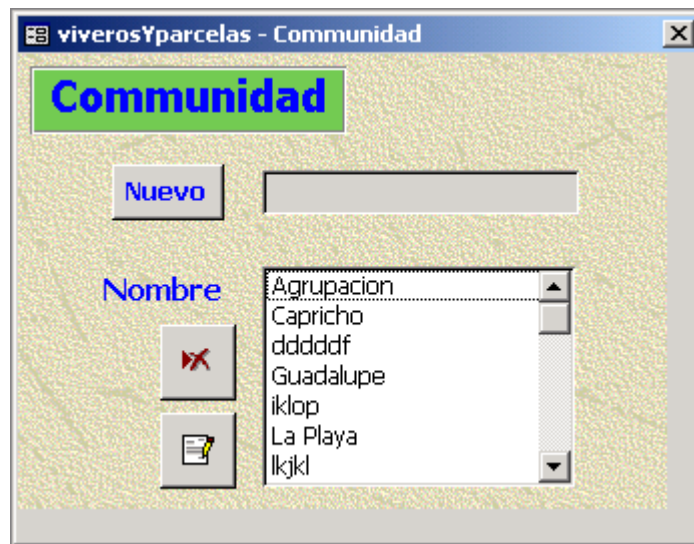 viverosYparcelas - Communidad
Communidad
Nuevo
Nombre
Agrupacion
Capricho
dddddf
Guadalupe
iklop
La Playa
lkjkl